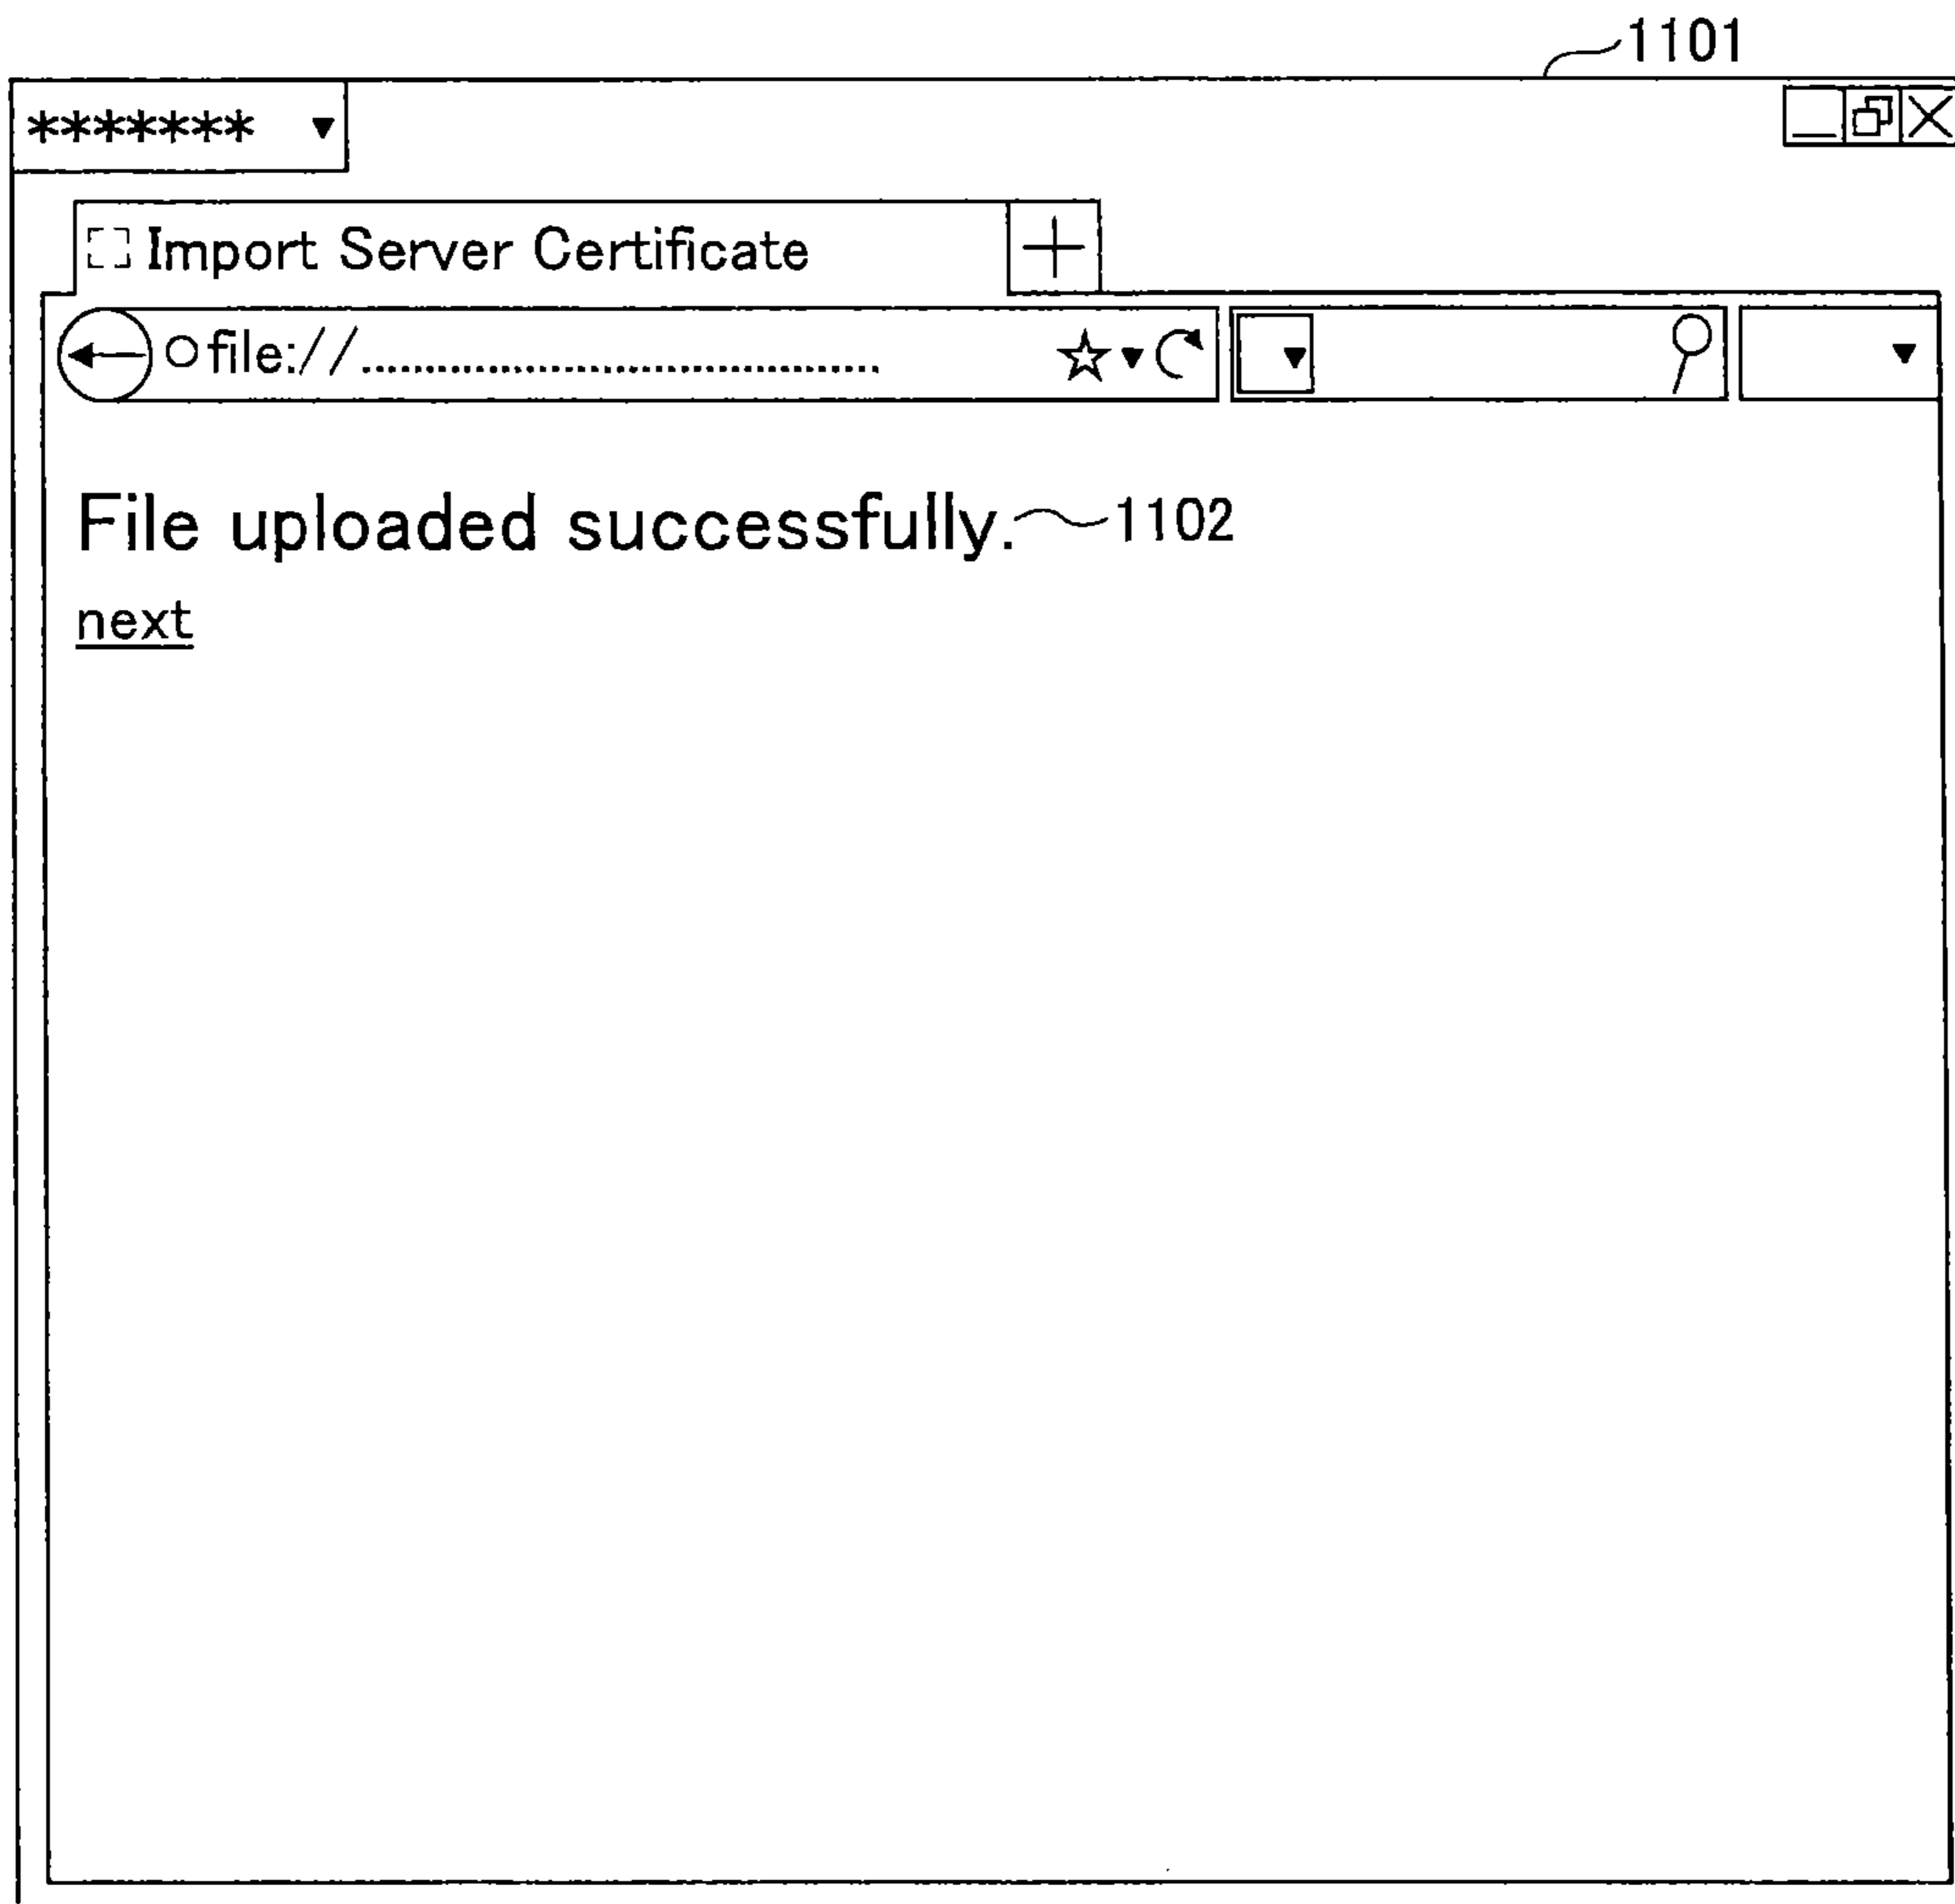 1101
******* ▼
Import Server Certificate +
file://........................................
File uploaded successfully. 1102
next